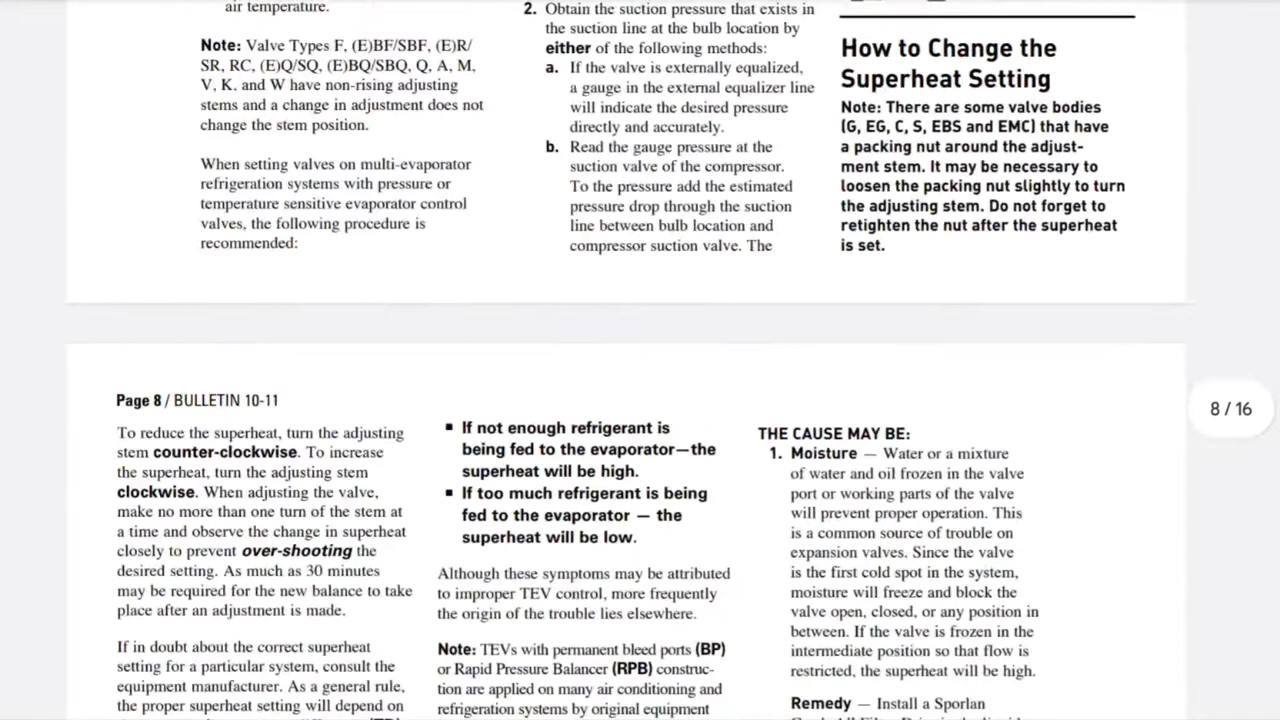 air temperature.
Note: Valve Types F, (E)BF/SBF, (E)R/
SR, RC, (E)Q/SQ, (E)BQ/SBQ, Q, A, M,
V, K, and W have non-rising adjusting
stems and a change in adjustment does not
change the stem position.
When setting valves on multi-evaporator
refrigeration systems with pressure or
temperature sensitive evaporator control
valves, the following procedure is
recommended:
2. Obtain the suction pressure that exists in
the suction line at the bulb location by
either of the following methods:
a. If the valve is externally equalized,
a gauge in the external equalizer line
will indicate the desired pressure
directly and accurately.
b. Read the gauge pressure at the
suction valve of the compressor.
To the pressure add the estimated
pressure drop through the suction
line between bulb location and
compressor suction valve. The
How to Change the
Superheat Setting
Note: There are some valve bodies
(G, EG, C, S, EBS and EMC) that have
a packing nut around the adjust-
ment stem. It may be necessary to
loosen the packing nut slightly to turn
the adjusting stem. Do not forget to
retighten the nut after the superheat
is set.
8 / 16
Page 8 / BULLETIN 10-11
To reduce the superheat, turn the adjusting
stem counter-clockwise. To increase
the superheat, turn the adjusting stem
clockwise. When adjusting the valve,
make no more than one turn of the stem at
a time and observe the change in superheat
closely to prevent over-shooting the
desired setting. As much as 30 minutes
may be required for the new balance to take
place after an adjustment is made.
If in doubt about the correct superheat
setting for a particular system, consult the
equipment manufacturer. As a general rule,
the proper superheat setting will depend on
▪ If not enough refrigerant is
being fed to the evaporator—the
superheat will be high.
▪ If too much refrigerant is being
fed to the evaporator — the
superheat will be low.
Although these symptoms may be attributed
to improper TEV control, more frequently
the origin of the trouble lies elsewhere.
Note: TEVs with permanent bleed ports (BP)
or Rapid Pressure Balancer (RPB) construc-
tion are applied on many air conditioning and
refrigeration systems by original equipment
THE CAUSE MAY BE:
1. Moisture — Water or a mixture
of water and oil frozen in the valve
port or working parts of the valve
will prevent proper operation. This
is a common source of trouble on
expansion valves. Since the valve
is the first cold spot in the system,
moisture will freeze and block the
valve open, closed, or any position in
between. If the valve is frozen in the
intermediate position so that flow is
restricted, the superheat will be high.
Remedy — Install a Sporlan